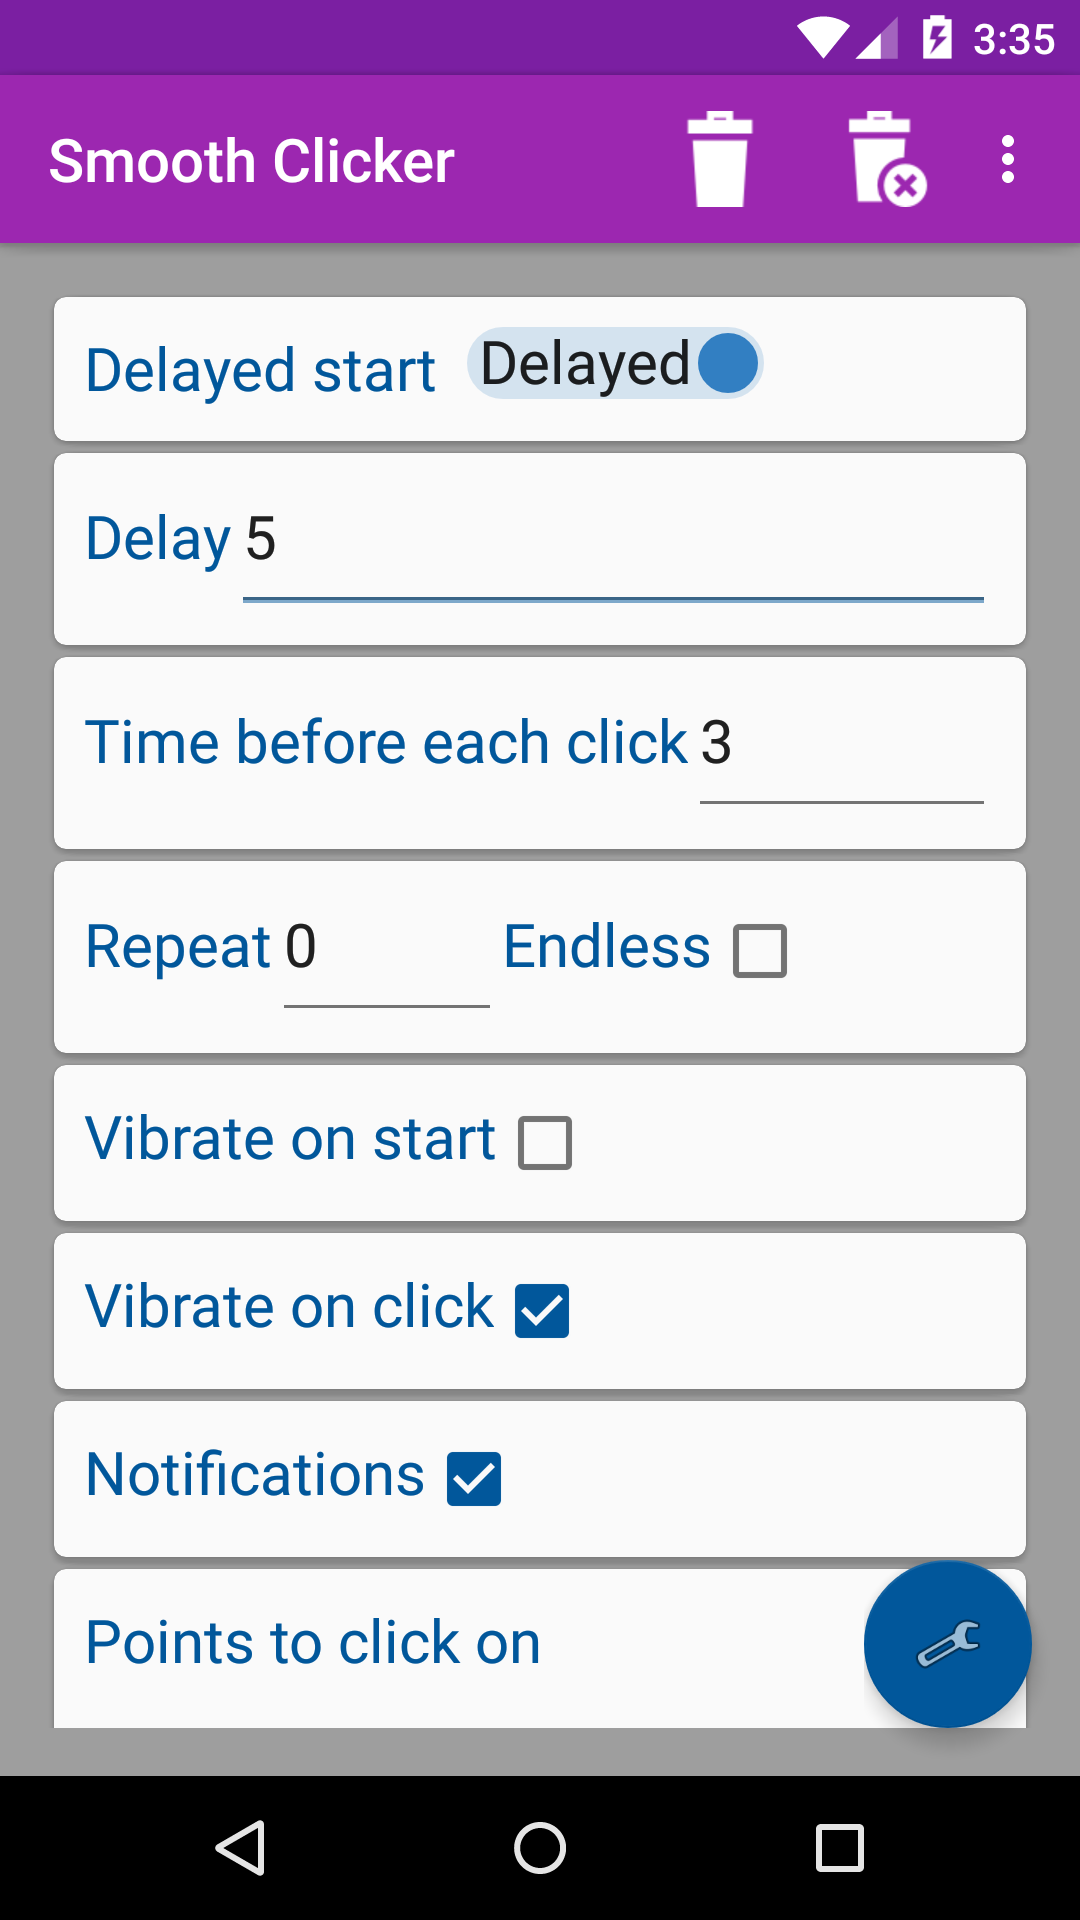 3:35
Smooth Clicker
Delayed start Delayed
Delay 5
Time before each click 3
Repeat 0 Endless
Vibrate on start
Vibrate on click
Notifications
Points to click on